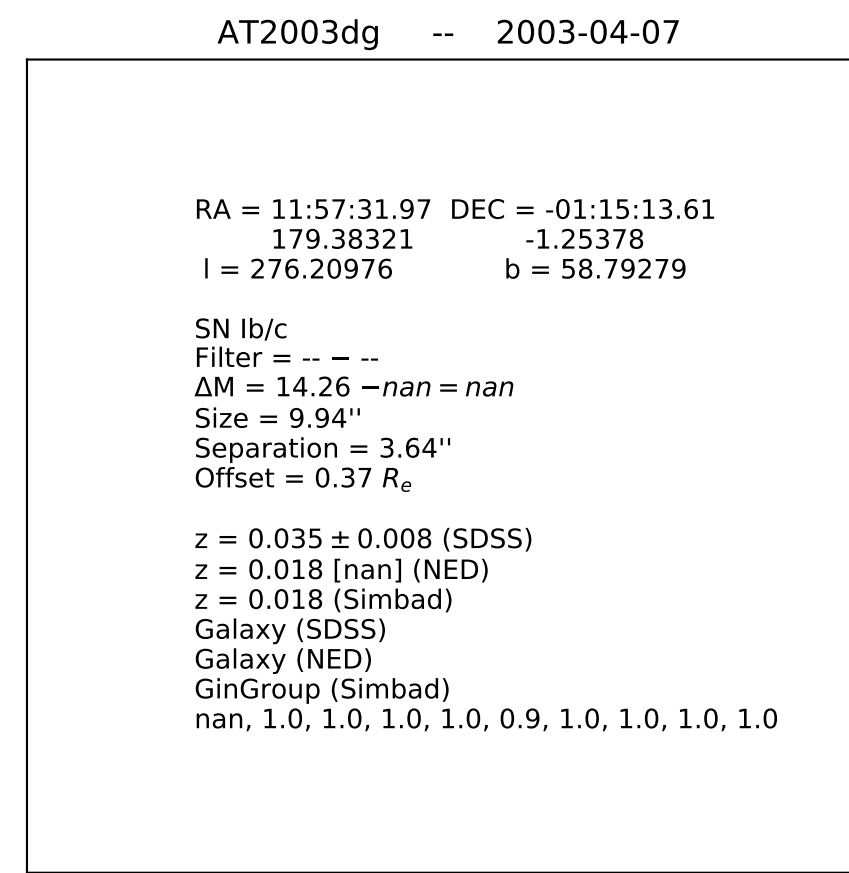 AT2003dg -- 2003-04-07
RA = 11:57:31.97 DEC = -01:15:13.61
179.38321 -1.25378
l = 276.20976 b = 58.79279
SN Ib/c
Filter = -- − --
ΔM = 14.26 −nan = nan
Size = 9.94''
Separation = 3.64''
Offset = 0.37 Rₑ
z = 0.035 ± 0.008 (SDSS)
z = 0.018 [nan] (NED)
z = 0.018 (Simbad)
Galaxy (SDSS)
Galaxy (NED)
GinGroup (Simbad)
nan, 1.0, 1.0, 1.0, 1.0, 0.9, 1.0, 1.0, 1.0, 1.0